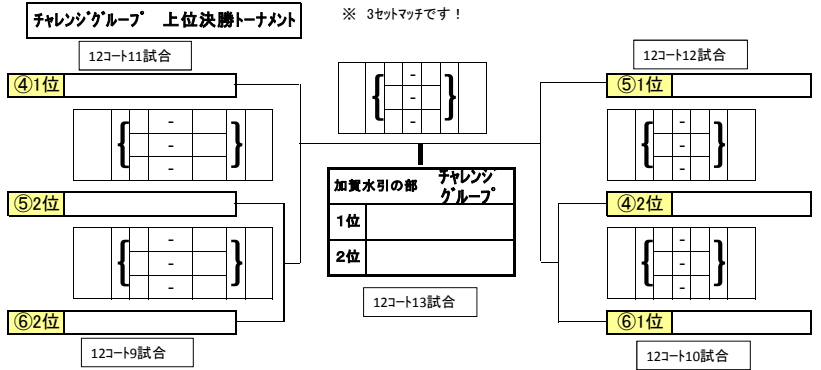 チャレンジグループ 上位決勝トーナメント
※ 3セットマッチです！
12コート11試合
12コート12試合
④1位
⑤1位
-
-
-
-
-
-
-
-
-
加賀水引の部 チャレンジグループ
1位
2位
⑤2位
④2位
-
-
-
-
-
-
12コート13試合
⑥2位
⑥1位
12コート9試合
12コート10試合